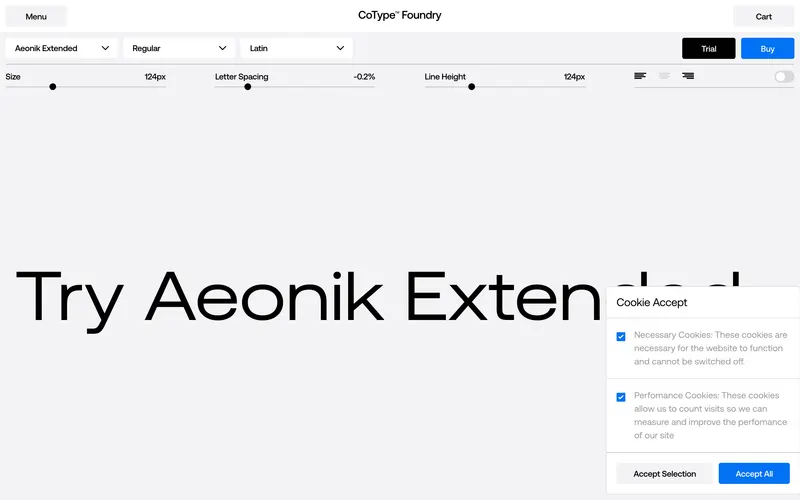 Menu
CoType™ Foundry
Cart
Aeonik Extended
Regular
Latin
Trial
Buy
Size
124px
Letter Spacing
-0.2%
Line Height
124px
Try Aeonik Extended
Cookie Accept
Necessary Cookies: These cookies are
necessary for the website to function
and cannot be switched off.
Perfomance Cookies: These cookies
allow us to count visits so we can
measure and improve the perfomance
of our site
Accept Selection
Accept All